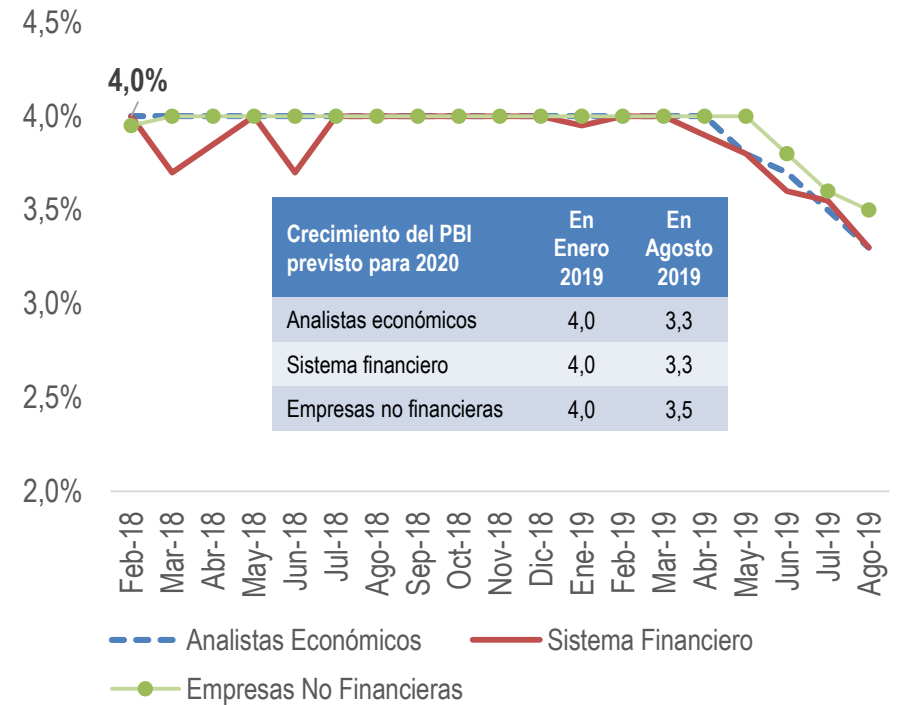 4,5%
4,0%
4,0%
3,5%
3,0%
2,5%
2,0%
Crecimiento del PBI
previsto para 2020
En
Enero
2019
En
Agosto
2019
Analistas económicos 4,0 3,3
Sistema financiero 4,0 3,3
Empresas no financieras 4,0 3,5
Feb-18
Mar-18
Abr-18
May-18
Jun-18
Jul-18
Ago-18
Sep-18
Oct-18
Nov-18
Dic-18
Ene-19
Feb-19
Mar-19
Abr-19
May-19
Jun-19
Jul-19
Ago-19
Analistas Económicos
Sistema Financiero
Empresas No Financieras